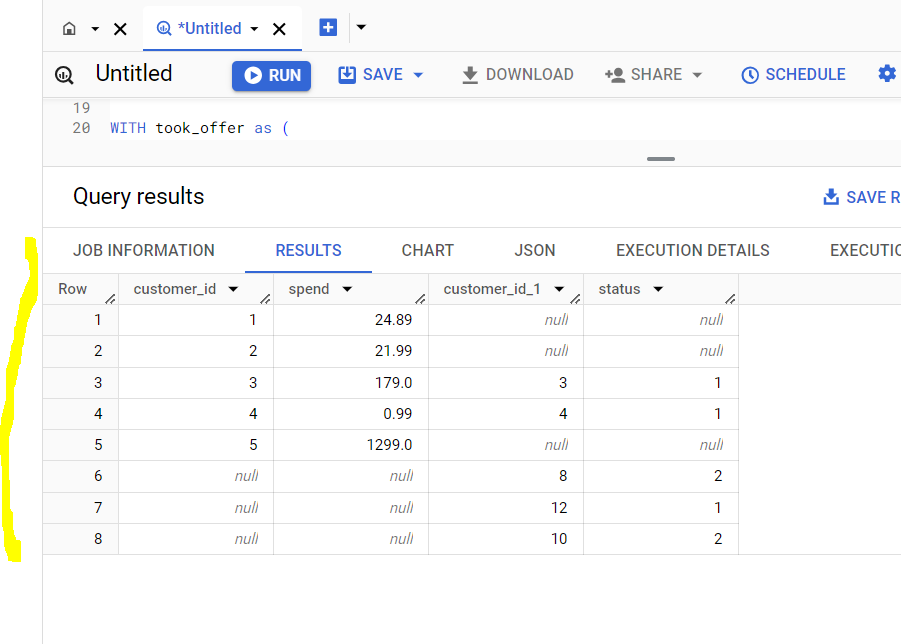 *Untitled
Untitled RUN SAVE DOWNLOAD SHARE SCHEDULE
19
20 WITH took_offer as (
Query results SAVE R
JOB INFORMATION RESULTS CHART JSON EXECUTION DETAILS EXECUTIO
Row customer_id spend customer_id_1 status
1 1 24.89 null null
2 2 21.99 null null
3 3 179.0 3 1
4 4 0.99 4 1
5 5 1299.0 null null
6 null null 8 2
7 null null 12 1
8 null null 10 2